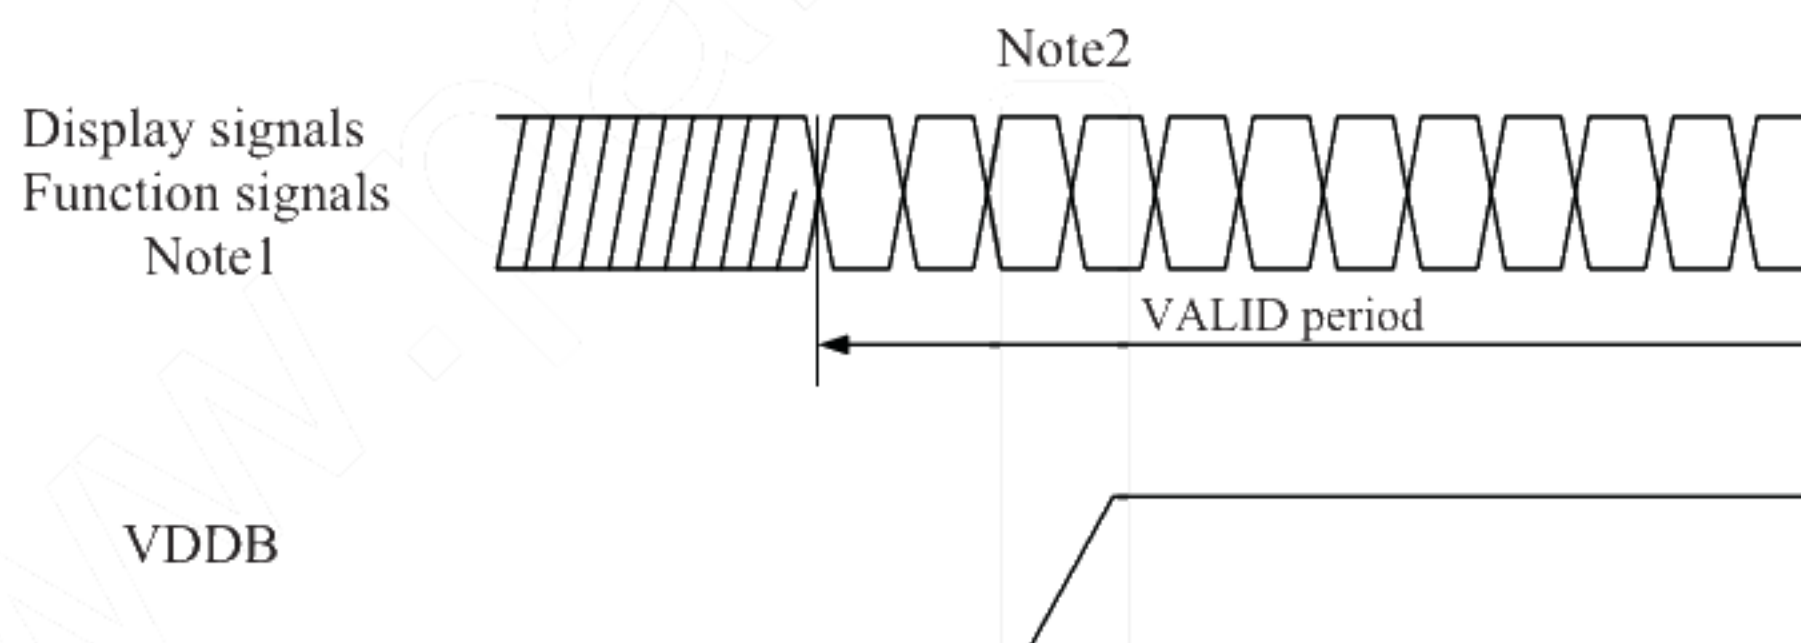 Note2
Display signals
Function signals
Note1
VALID period
VDDB